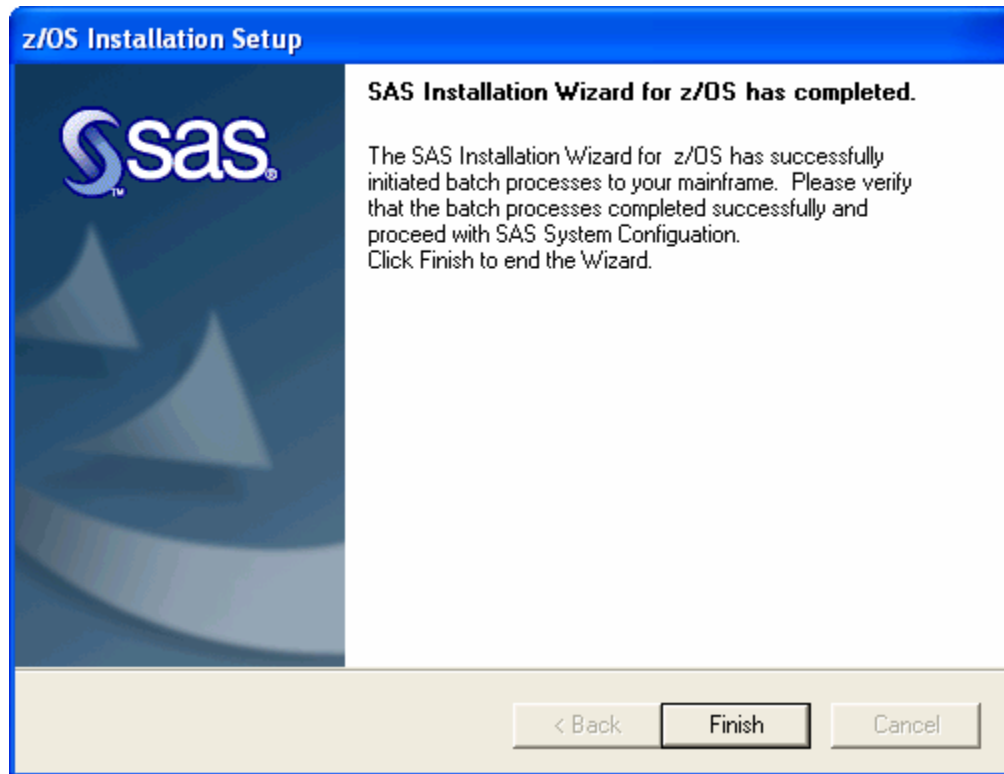 z/OS Installation Setup
sas.
TM
SAS Installation Wizard for z/OS has completed.
The SAS Installation Wizard for z/OS has successfully
initiated batch processes to your mainframe. Please verify
that the batch processes completed successfully and
proceed with SAS System Configuation.
Click Finish to end the Wizard.
< Back
Finish
Cancel